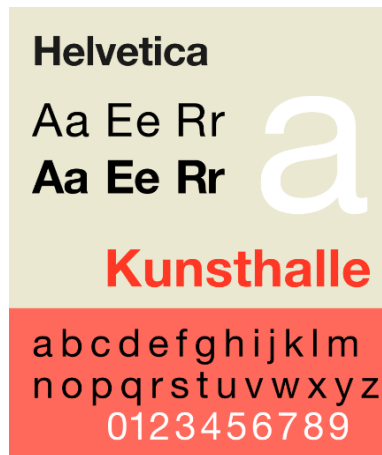 Helvetica
Aa Ee Rr
Aa Ee Rr
a
Kunsthalle
abcdefghijklm
nopqrstuvwxyz
0123456789